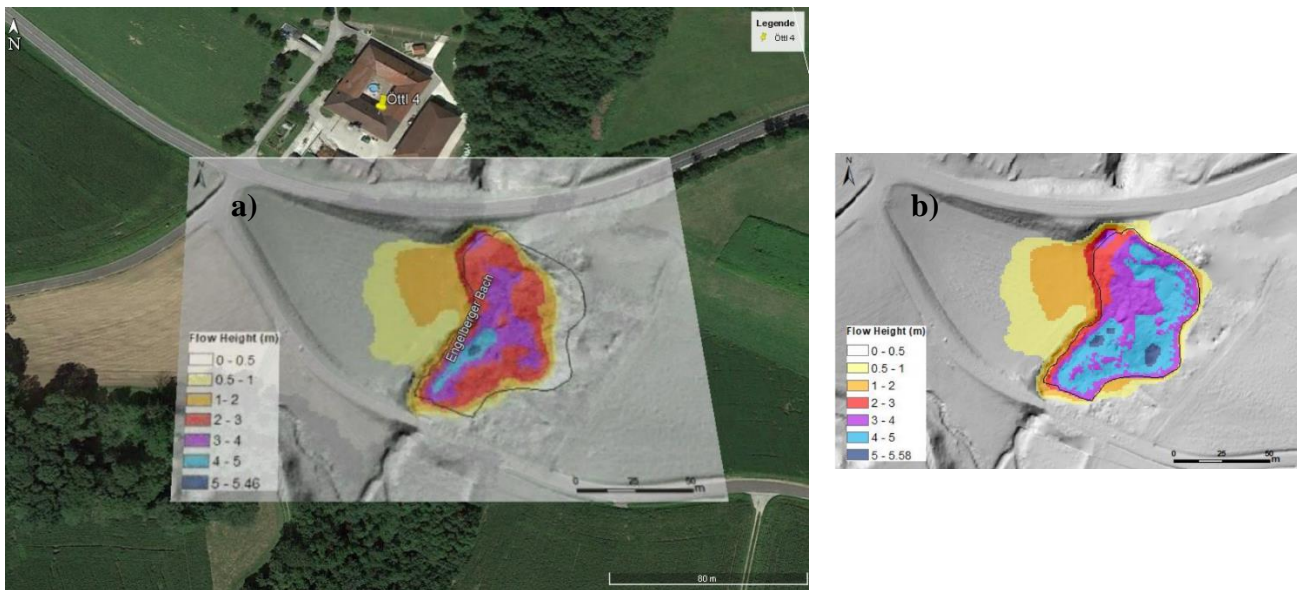 N
Legende
Öttl 4
Öttl 4
N
a)
Engelberger Bach
Flow Height (m)
0 - 0.5
0.5 - 1
1 - 2
2 - 3
3 - 4
4 - 5
5 - 5.46
0 25 50
m
80 m
N
b)
Flow Height (m)
0 - 0.5
0.5 - 1
1 - 2
2 - 3
3 - 4
4 - 5
5 - 5.58
0 25 50
m